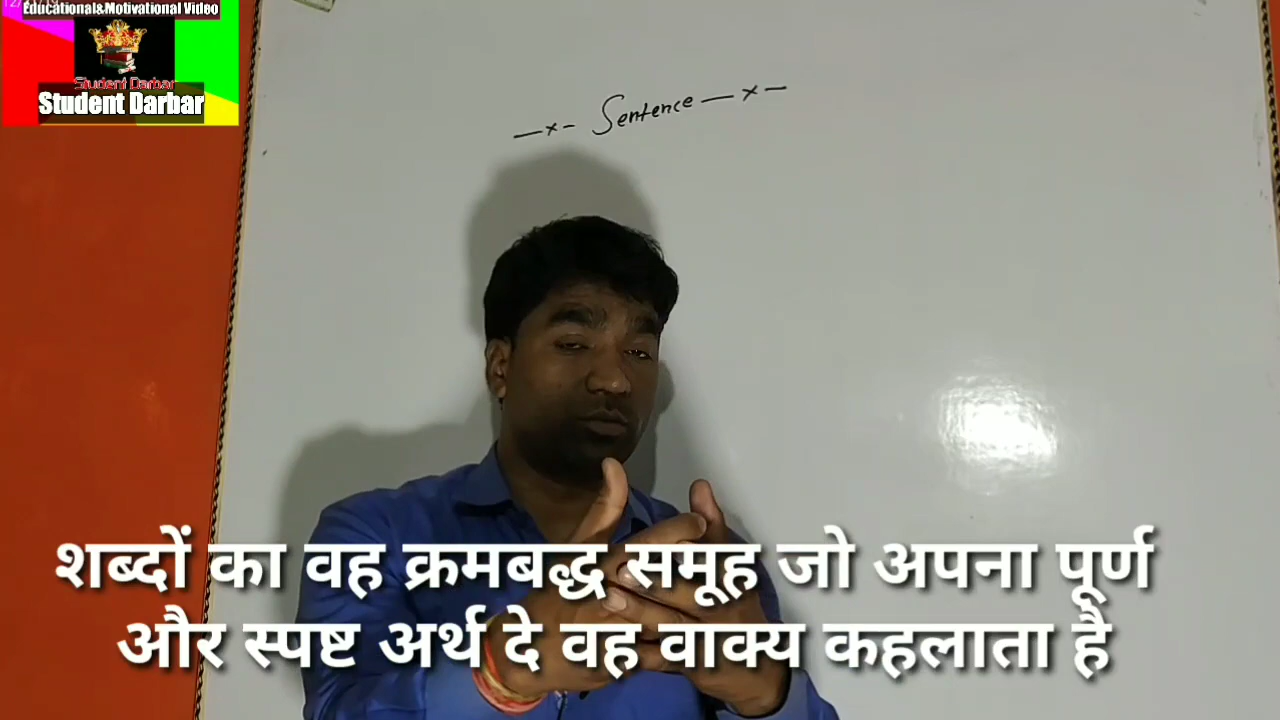 Educational&Motivational Video
Student Darbar
Student Darbar
—x- Sentence —x—
शब्दों का वह क्रमबद्ध समूह जो अपना पूर्ण
और स्पष्ट अर्थ दे वह वाक्य कहलाता है